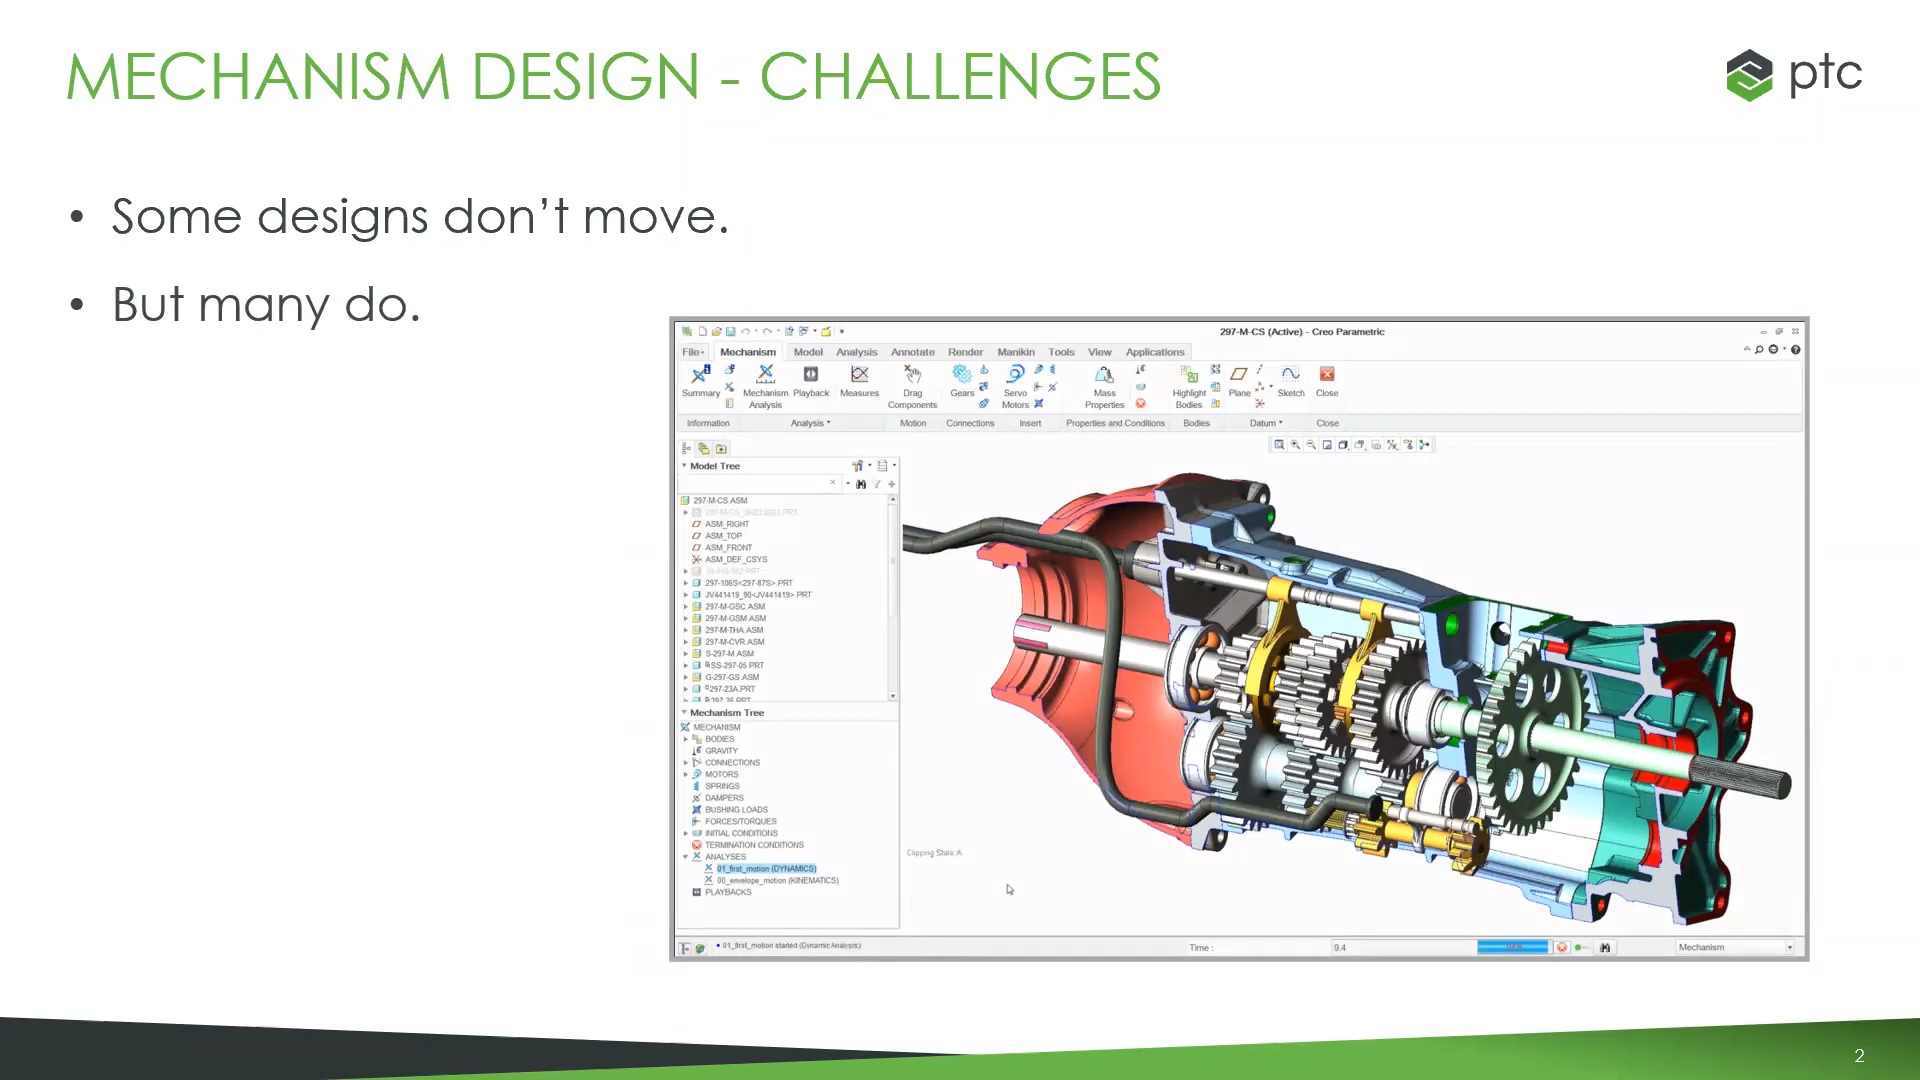 MECHANISM DESIGN - CHALLENGES
ptc
• Some designs don’t move.
• But many do.
297-M-CS (Active) - Creo Parametric
File Mechanism Model Analysis Annotate Render Manikin Tools View Applications
Summary Mechanism Analysis Playback Measures Drag Components Gears Servo Motors Mass Properties Highlight Bodies Plane Sketch Close
Information Analysis Motion Connections Insert Properties and Conditions Bodies Datum Close
Model Tree
297-M-CS.ASM
ASM_RIGHT
ASM_TOP
ASM_FRONT
ASM_DEF_CSYS
297-106S<297-87S>.PRT
JV441419_90<JV441419>.PRT
297-M-GSC.ASM
297-M-GSM.ASM
297-M-THA.ASM
297-M-CVR.ASM
S-297-M.ASM
SS-297-05.PRT
G-297-GS.ASM
297-23A.PRT
Mechanism Tree
MECHANISM
BODIES
GRAVITY
CONNECTIONS
MOTORS
SPRINGS
DAMPERS
BUSHING LOADS
FORCES/TORQUES
INITIAL CONDITIONS
TERMINATION CONDITIONS
ANALYSES
01_first_motion (DYNAMICS)
00_envelope_motion (KINEMATICS)
PLAYBACKS
Clipping State: A
• 01_first_motion started (Dynamic Analysis)
Time : 9.4
Mechanism
2